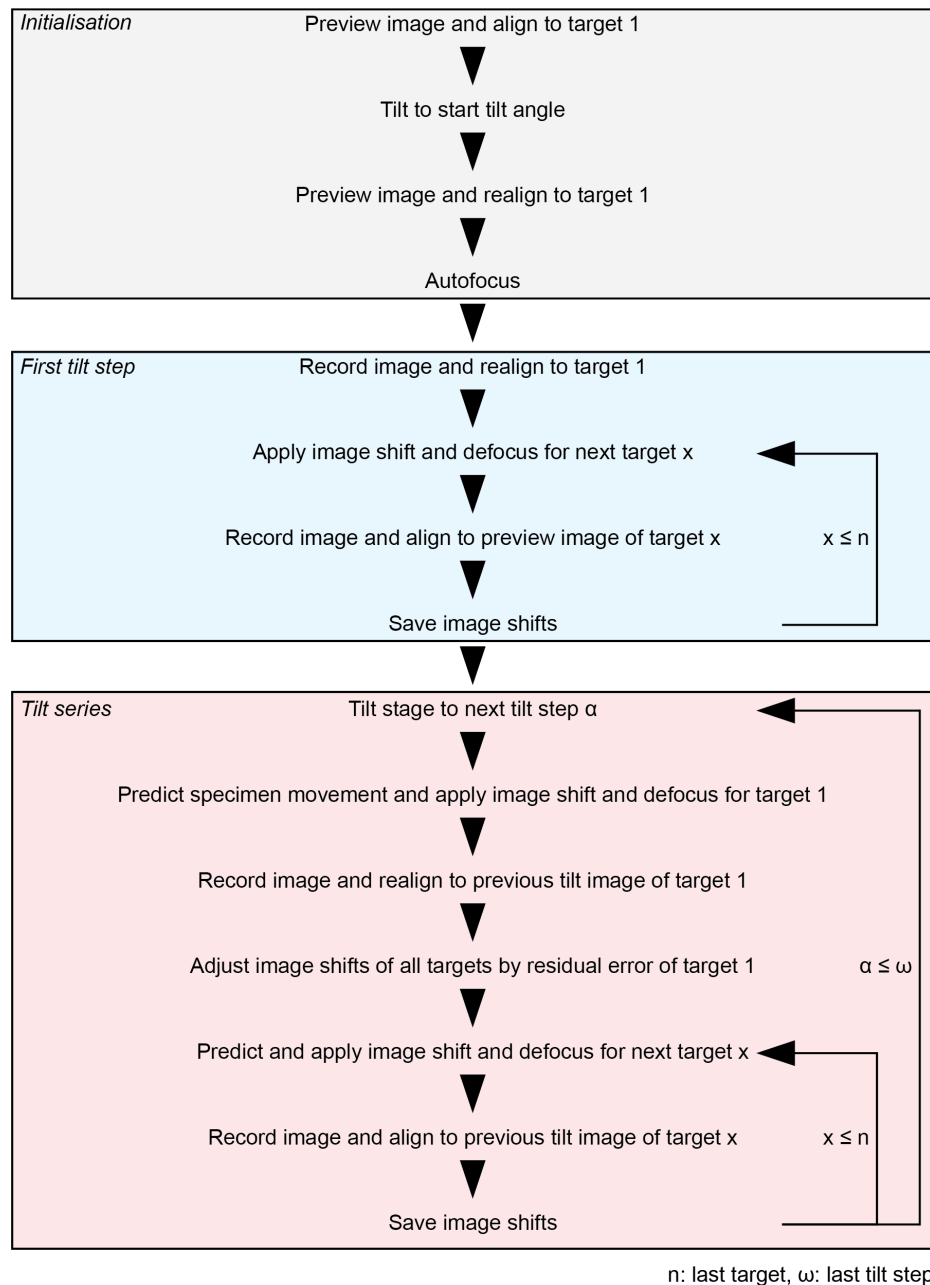 Initialisation
Preview image and align to target 1
Tilt to start tilt angle
Preview image and realign to target 1
Autofocus
First tilt step
Record image and realign to target 1
Apply image shift and defocus for next target x
Record image and align to preview image of target x
x ≤ n
Save image shifts
Tilt series
Tilt stage to next tilt step α
Predict specimen movement and apply image shift and defocus for target 1
Record image and realign to previous tilt image of target 1
Adjust image shifts of all targets by residual error of target 1
α ≤ ω
Predict and apply image shift and defocus for next target x
Record image and align to previous tilt image of target x
x ≤ n
Save image shifts
n: last target, ω: last tilt step